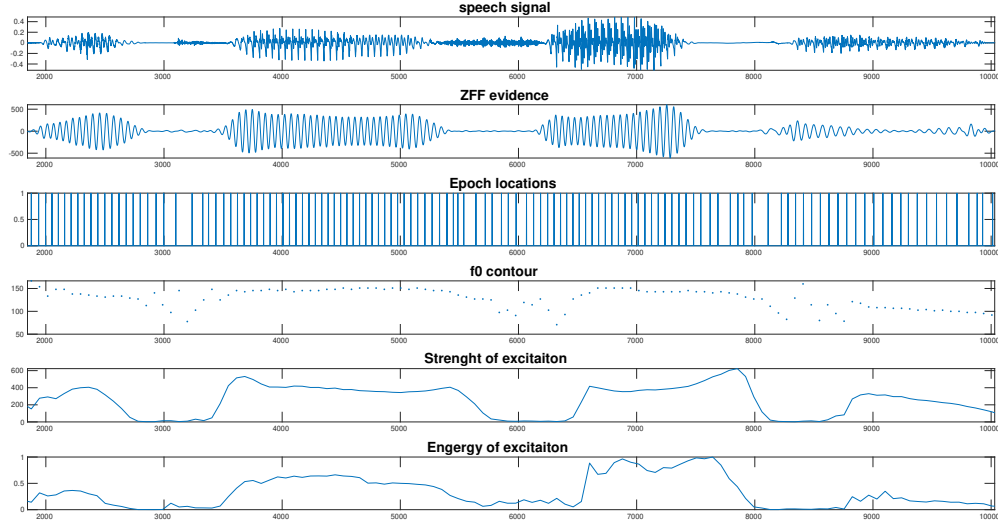 speech signal
0.4
0.2
0
-0.2
-0.4
2000 3000 4000 5000 6000 7000 8000 9000 10000
ZFF evidence
500
0
-500
2000 3000 4000 5000 6000 7000 8000 9000 10000
Epoch locations
1
0.5
0
2000 3000 4000 5000 6000 7000 8000 9000 10000
f0 contour
150
100
50
2000 3000 4000 5000 6000 7000 8000 9000 10000
Strenght of excitaiton
600
400
200
0
2000 3000 4000 5000 6000 7000 8000 9000 10000
Engergy of excitaiton
1
0.5
0
2000 3000 4000 5000 6000 7000 8000 9000 10000